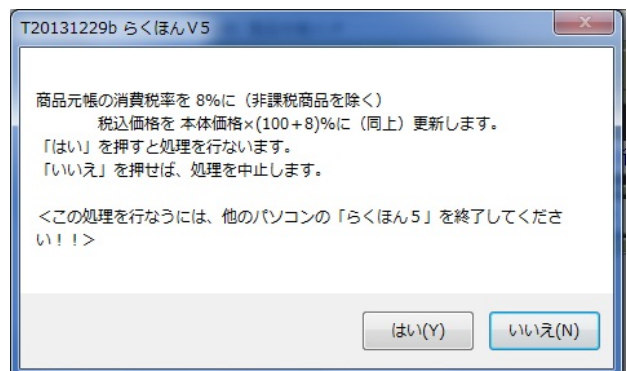 T20131229b らくほんV5
商品元帳の消費税率を 8%に（非課税商品を除く）
税込価格を 本体価格×(100+8)%に（同上）更新します。
「はい」を押すと処理を行ないます。
「いいえ」を押せば、処理を中止します。
＜この処理を行なうには、他のパソコンの「らくほん５」を終了してくださ
い！！＞
はい(Y)
いいえ(N)